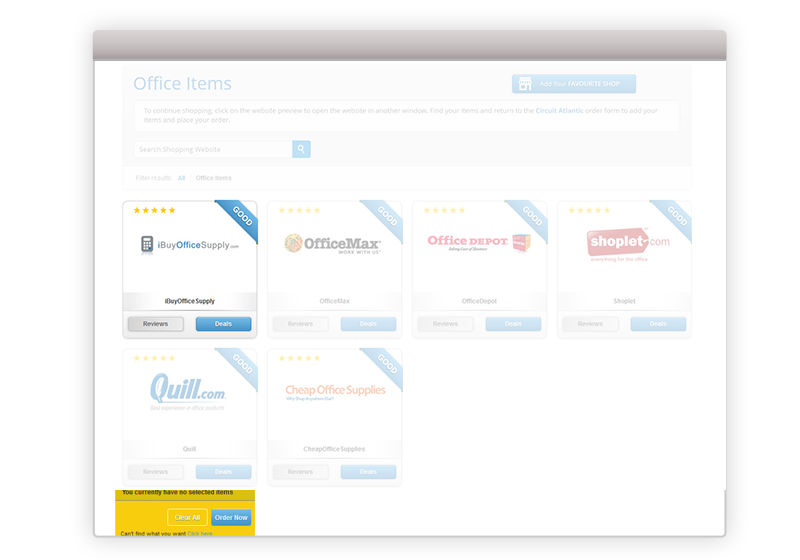 Office Items
Add Your FAVOURITE SHOP
To continue shopping, click on the website preview to open the website in another window. Find your items and return to the Circuit Atlantic order form to add your
items and place your order.
Search Shopping Website
Filter results: All Office Items
GOOD
iBuyOfficeSupply.com
iBuyOfficeSupply
Reviews Deals
GOOD
OfficeMax
WORK WITH US
OfficeMax
Reviews Deals
GOOD
Office DEPOT
Taking Care of Business
OfficeDepot
Reviews Deals
GOOD
shoplet.com
everything for the office
Shoplet
Reviews Deals
GOOD
Quill.com
Best experience in office products
Quill
Reviews Deals
GOOD
Cheap Office Supplies
Why Shop Anywhere Else?
CheapOfficeSupplies
Reviews Deals
You currently have no selected items
Clear All Order Now
Can't find what you want Click here